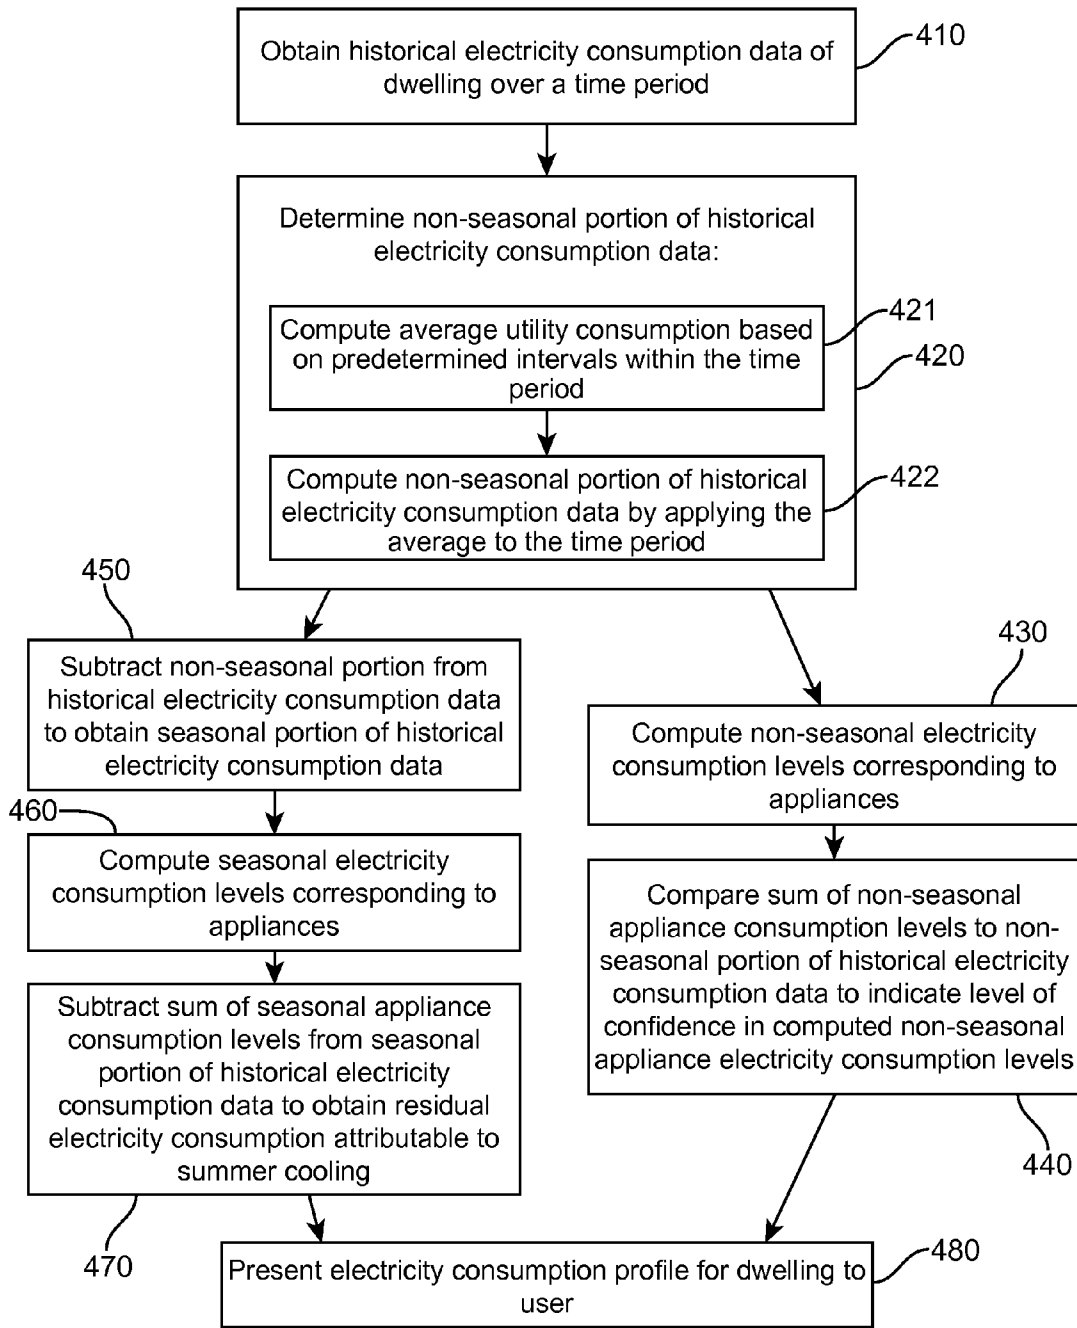 Obtain historical electricity consumption data of
dwelling over a time period
410
Determine non-seasonal portion of historical
electricity consumption data:
Compute average utility consumption based
on predetermined intervals within the time
period
421
420
Compute non-seasonal portion of historical
electricity consumption data by applying the
average to the time period
422
450
Subtract non-seasonal portion from
historical electricity consumption data
to obtain seasonal portion of historical
electricity consumption data
460
Compute seasonal electricity
consumption levels corresponding to
appliances
Subtract sum of seasonal appliance
consumption levels from seasonal
portion of historical electricity
consumption data to obtain residual
electricity consumption attributable to
summer cooling
470
430
Compute non-seasonal electricity
consumption levels corresponding to
appliances
Compare sum of non-seasonal
appliance consumption levels to non-
seasonal portion of historical electricity
consumption data to indicate level of
confidence in computed non-seasonal
appliance electricity consumption levels
440
Present electricity consumption profile for dwelling to
user
480